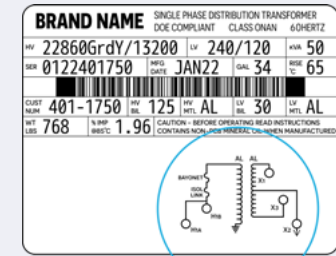 BRAND NAME SINGLE PHASE DISTRIBUTION TRANSFORMER
DOE COMPLIANT CLASS ONAN 60HERTZ
HV 22860GrdY/13200 LV 240/120 kVA 50
SER 0122401750 MFG DATE JAN22 GAL 34 RISE °C 65
CUST NUM 401-1750 HV BIL 125 HV MTL AL LV BIL 30 LV MTL AL
WT LBS 768 % IMP @85°C 1.96 CAUTION - BEFORE OPERATING READ INSTRUCTIONS
CONTAINS NON-PCB MINERAL OIL WHEN MANUFACTURED
AL AL
BAYONET
X1
ISOL LINK
H1B
X3
H1A
X2